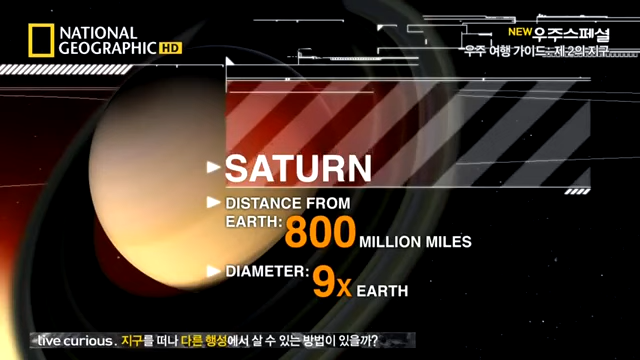 NATIONAL
GEOGRAPHIC HD
NEW 우주스페셜
우주 여행 가이드: 제 2의 지구
SATURN
DISTANCE FROM
EARTH: 800 MILLION MILES
DIAMETER: 9X EARTH
live curious. 지구를 떠나 다른 행성에서 살 수 있는 방법이 있을까?